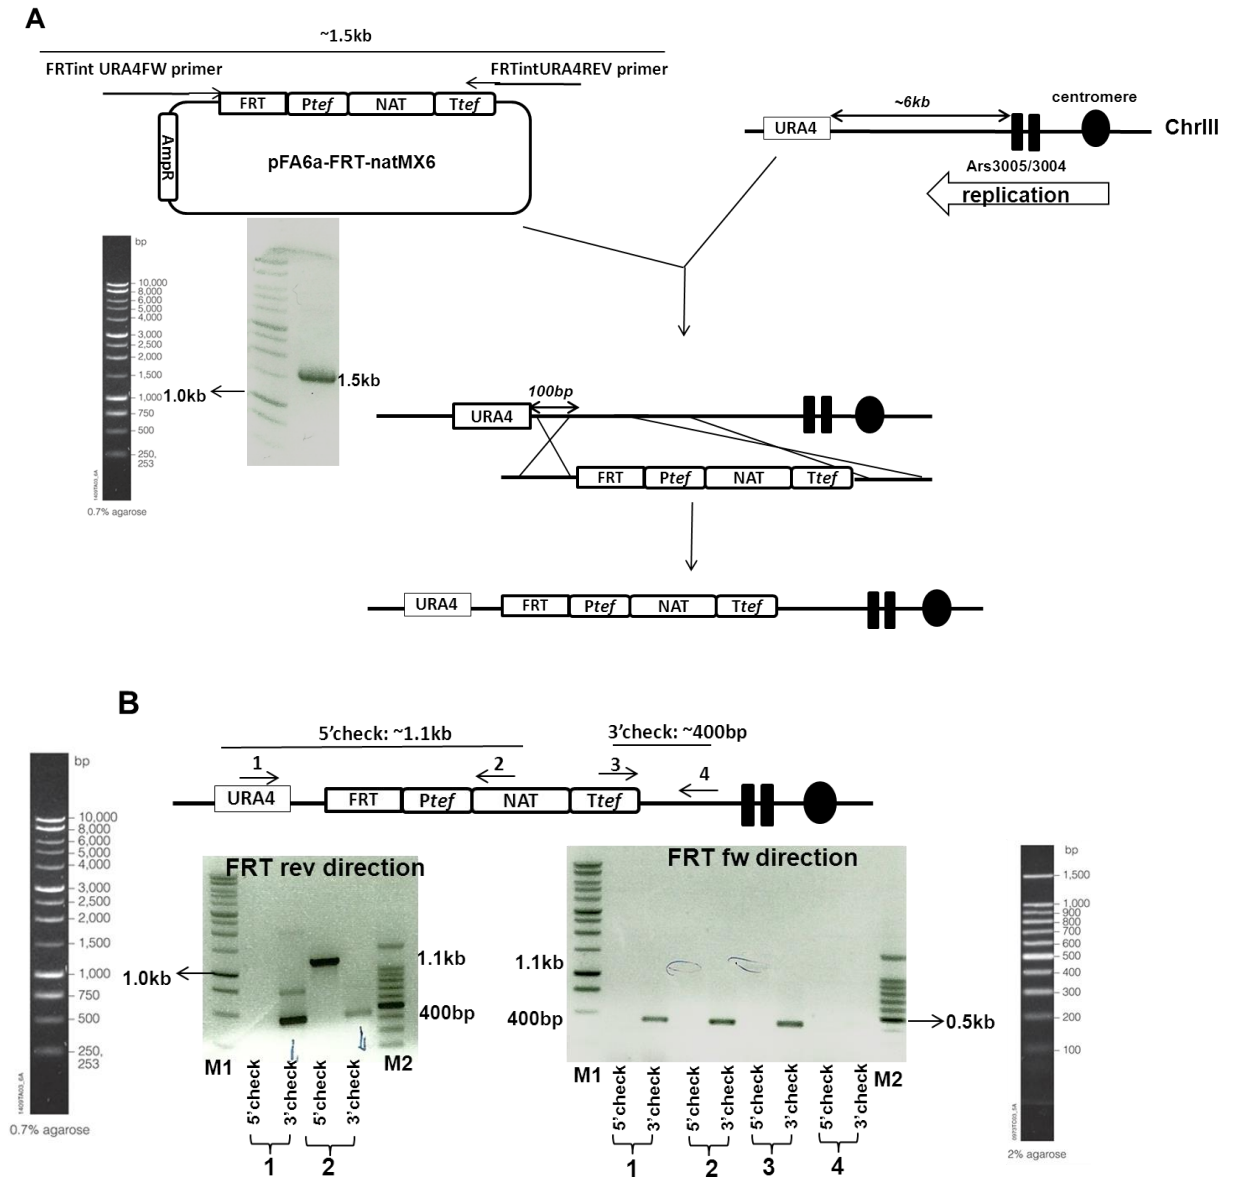 A
~1.5kb
FRTint URA4FW primer
FRTintURA4REV primer
FRT Ptef NAT Ttef
AmpR
pFA6a-FRT-natMX6
~6kb
centromere
URA4
ChrIII
Ars3005/3004
replication
bp
10,000
8,000
6,000
5,000
4,000
3,000
2,500
2,000
1,500
1,000
750
500
250,
253
0.7% agarose
1.0kb
1.5kb
100bp
URA4
FRT Ptef NAT Ttef
URA4 FRT Ptef NAT Ttef
B
5'check: ~1.1kb
3'check: ~400bp
1 2 3 4
URA4 FRT Ptef NAT Ttef
bp
10,000
8,000
6,000
5,000
4,000
3,000
2,500
2,000
1,500
1,000
750
500
250,
253
1409TA03_6A
0.7% agarose
FRT rev direction
1.0kb
1.1kb
400bp
M1 5'check 3'check 5'check 3'check M2
1 2
FRT fw direction
1.1kb
400bp
0.5kb
M1 5'check 3'check 5'check 3'check 5'check 3'check 5'check 3'check M2
1 2 3 4
bp
1,500
1,000
900
800
700
600
500
400
300
200
100
2% agarose